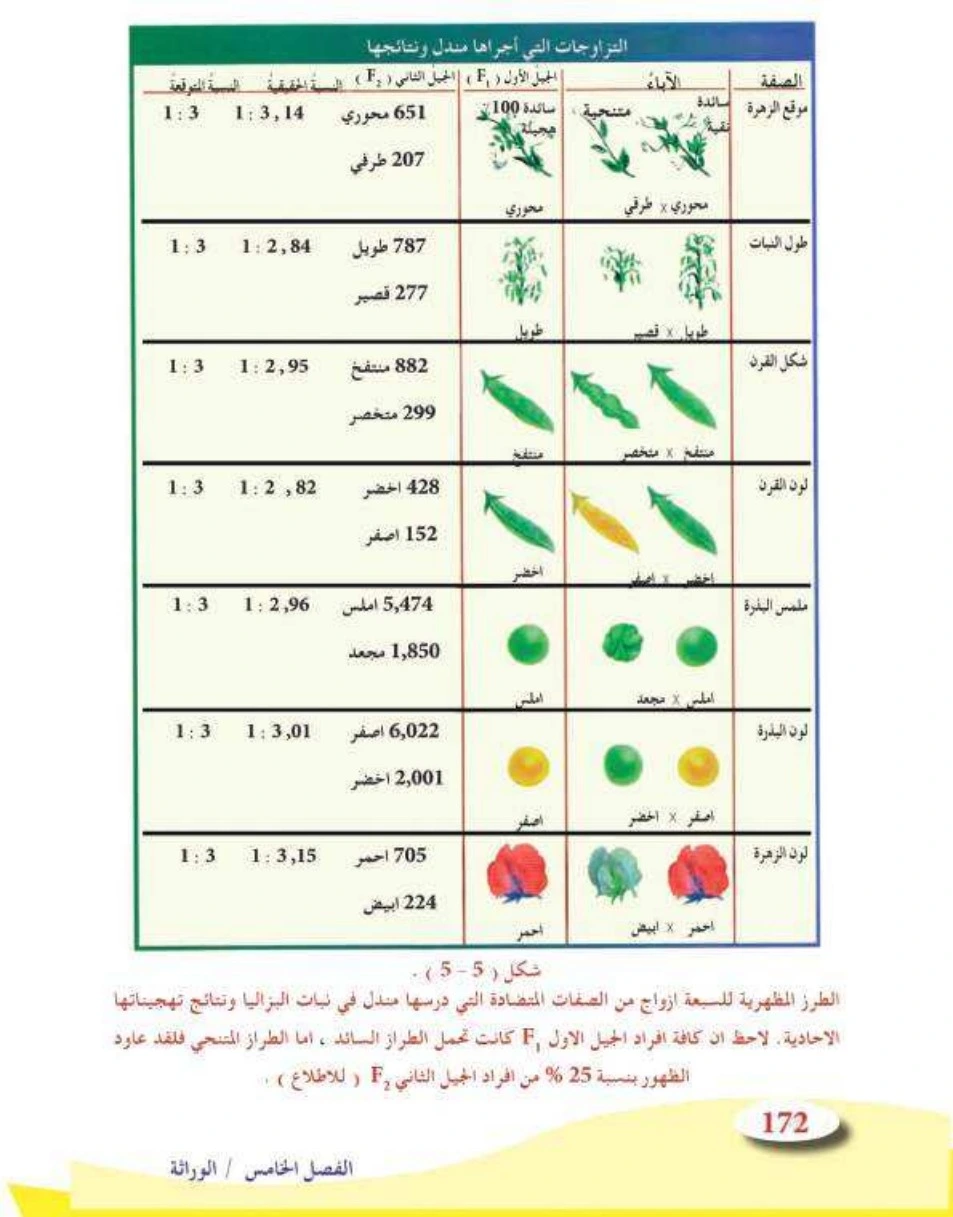 التزاوجات التي أجراها مندل ونتائجها
الصفة الآباءُ الجيل الأول ( F₁ ) الجيل الثاني ( F₂ ) النسبةُ الحقيقيةُ النسبةُ المتوقعةُ
موقع الزهرة سائدة نقية متنحية سائدة 100٪ هجينة 651 محوري 1 : 3,14 1 : 3
207 طرفي
محوري x طرفي محوري
طول النبات 787 طويل 1 : 2,84 1 : 3
277 قصير
طويل x قصير طويل
شكل القرن 882 منتفخ 1 : 2,95 1 : 3
299 متخصر
منتفخ x متخصر منتفخ
لون القرن 428 اخضر 1 : 2 , 82 1 : 3
152 اصفر
اخضر x اصفر اخضر
ملمس البذرة 5,474 املس 1 : 2,96 1 : 3
1,850 مجعد
املس x مجعد املس
لون البذرة 6,022 اصفر 1 : 3,01 1 : 3
2,001 اخضر
اصفر x اخضر اصفر
لون الزهرة 705 احمر 1 : 3,15 1 : 3
224 ابيض
احمر x ابيض احمر
شكل ( 5 - 5 ) .
الطرز المظهرية للسبعة ازواج من الصفات المتضادة التي درسها مندل في نبات البزاليا ونتائج تهجيناتها
الاحادية. لاحظ ان كافة افراد الجيل الاول F₁ كانت تحمل الطراز السائد ، اما الطراز المتنحي فلقد عاود
الظهور بنسبة 25 % من افراد الجيل الثاني F₂ ( للاطلاع ) .
172
الفصل الخامس / الوراثة